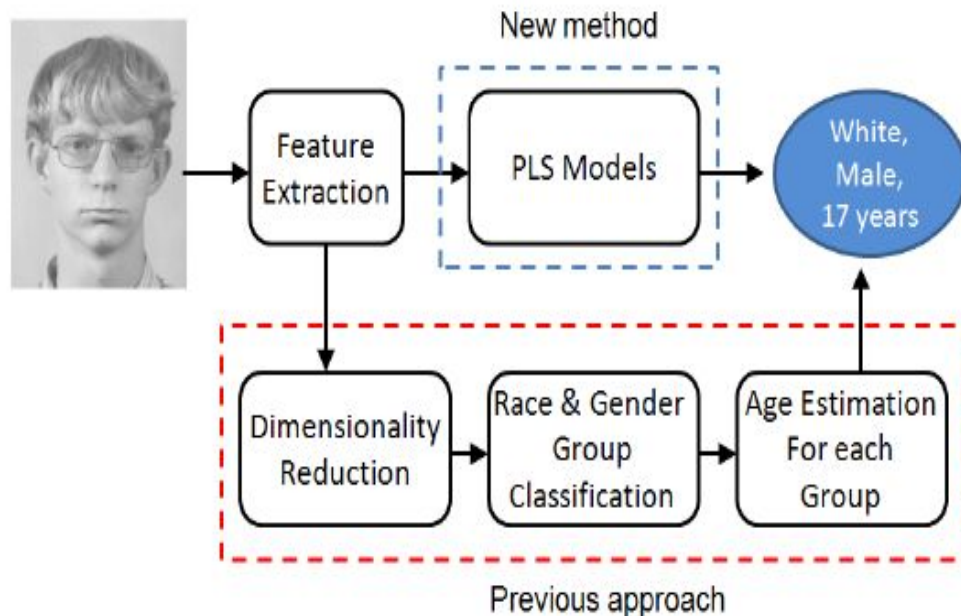 New method
Feature
Extraction
PLS Models
White,
Male,
17 years
Dimensionality
Reduction
Race & Gender
Group
Classification
Age Estimation
For each
Group
Previous approach